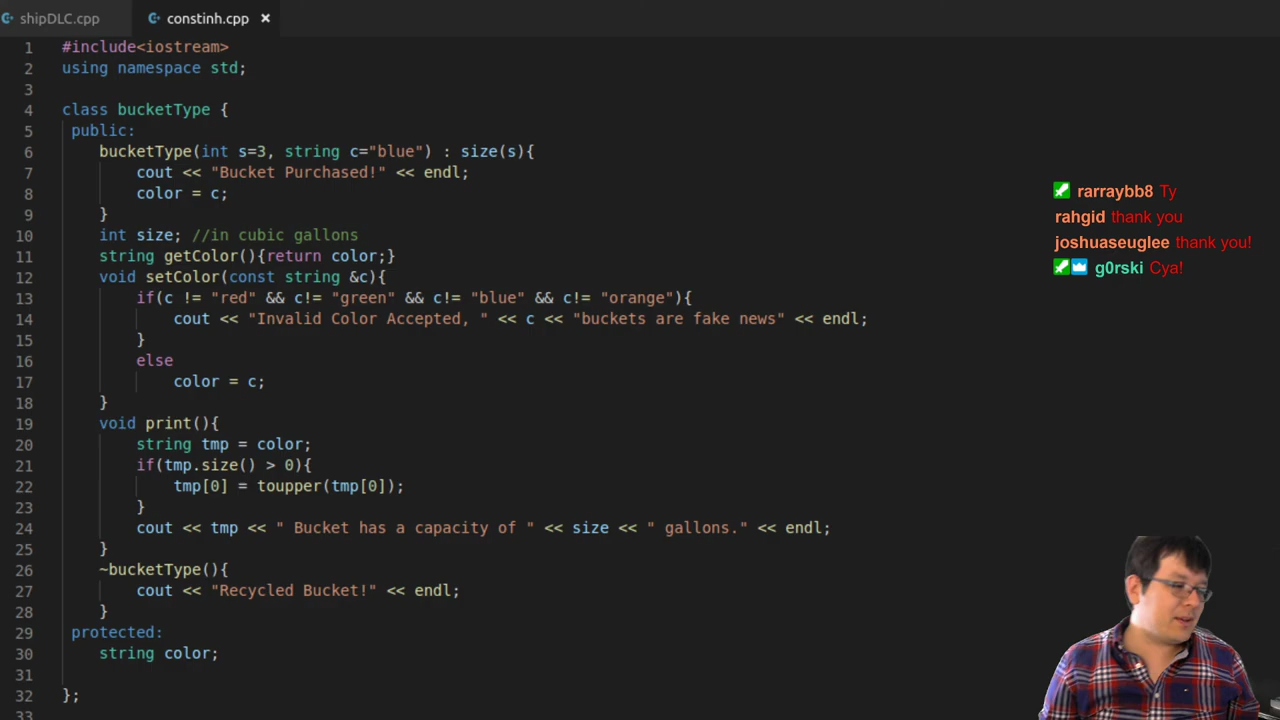 shipDLC.cpp
constinh.cpp ×
1 #include<iostream>
2 using namespace std;
3
4 class bucketType {
5 public:
6 bucketType(int s=3, string c="blue") : size(s){
7 cout << "Bucket Purchased!" << endl;
8 color = c;
9 }
10 int size; //in cubic gallons
11 string getColor(){return color;}
12 void setColor(const string &c){
13 if(c != "red" && c!= "green" && c!= "blue" && c!= "orange"){
14 cout << "Invalid Color Accepted, " << c << "buckets are fake news" << endl;
15 }
16 else
17 color = c;
18 }
19 void print(){
20 string tmp = color;
21 if(tmp.size() > 0){
22 tmp[0] = toupper(tmp[0]);
23 }
24 cout << tmp << " Bucket has a capacity of " << size << " gallons." << endl;
25 }
26 ~bucketType(){
27 cout << "Recycled Bucket!" << endl;
28 }
29 protected:
30 string color;
31
32 };
33
rarraybb8 Ty
rahgid thank you
joshuaseuglee thank you!
g0rski Cya!